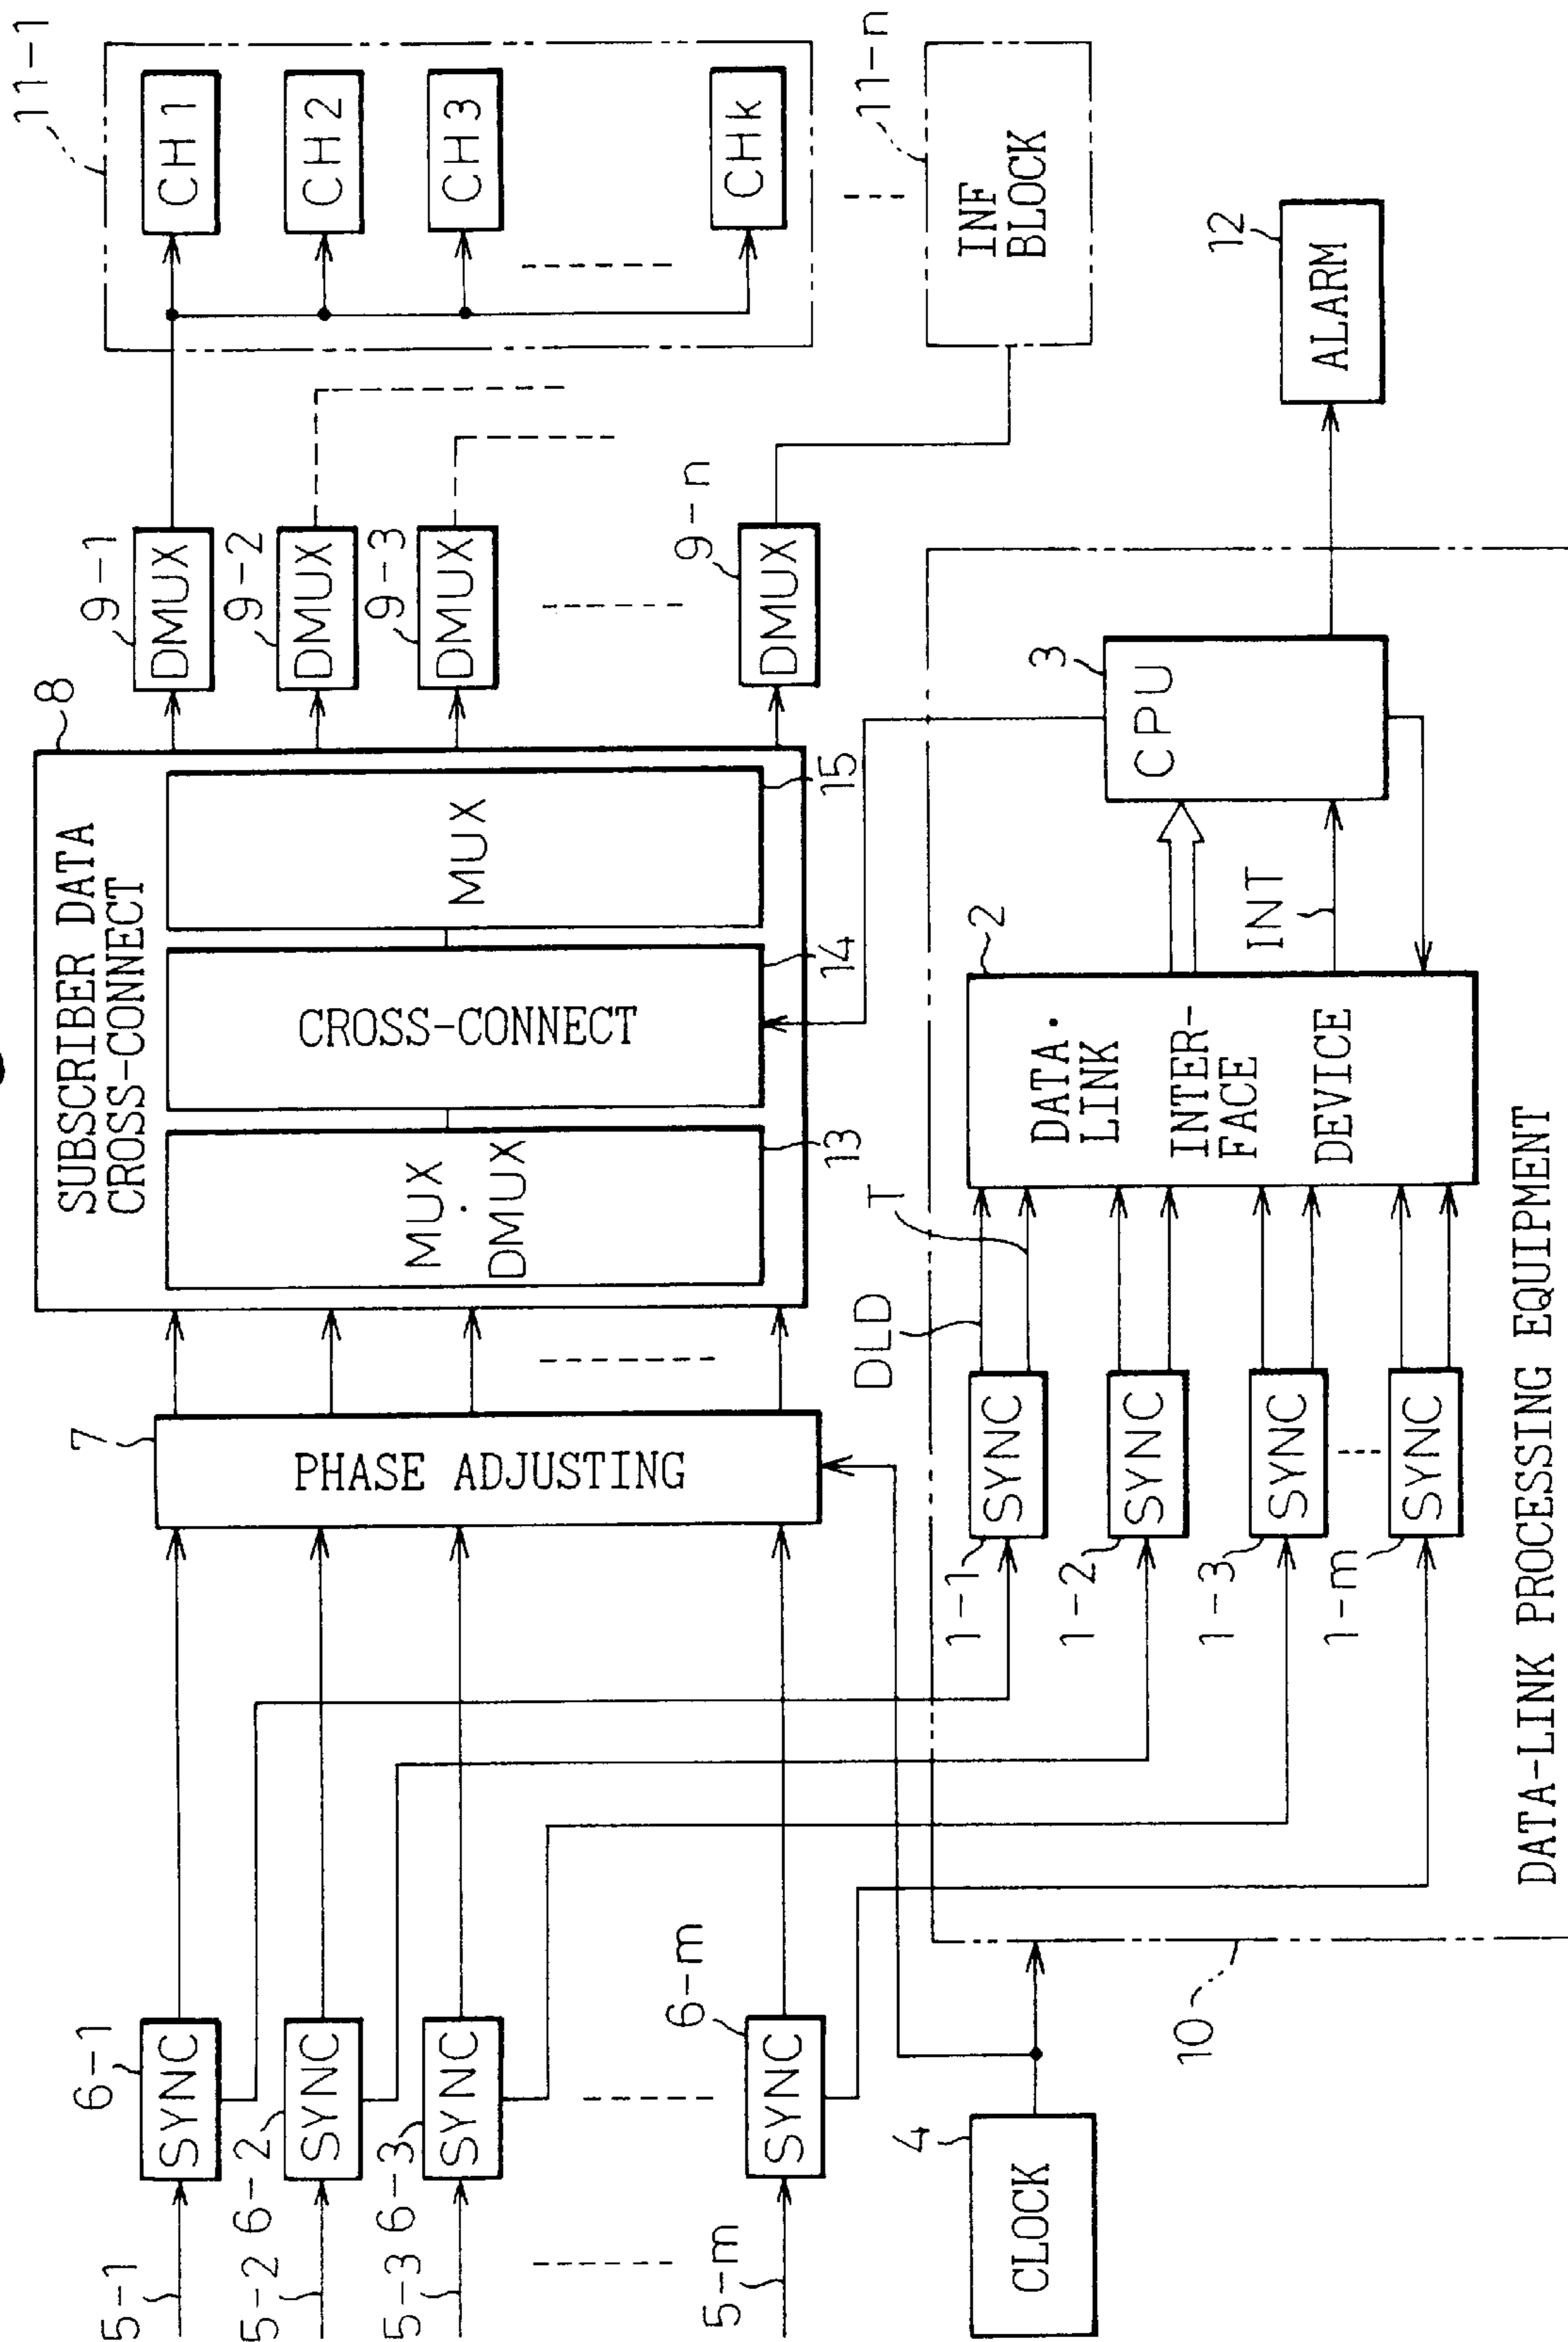 5-1
5-2
5-3
5-m
6-1
SYNC
6-2
SYNC
6-3
SYNC
6-m
SYNC
4
CLOCK
7
PHASE ADJUSTING
8
SUBSCRIBER DATA
CROSS-CONNECT
MUX
·
DMUX
13
CROSS-CONNECT
14
MUX
15
9-1
DMUX
9-2
DMUX
9-3
DMUX
9-n
DMUX
11-1
CH1
CH2
CH3
CHk
11-n
INF
BLOCK
10
1-1
SYNC
1-2
SYNC
1-3
SYNC
1-m
SYNC
DLD
T
2
DATA·
LINK
INTER-
FACE
DEVICE
INT
3
CPU
12
ALARM
DATA-LINK PROCESSING EQUIPMENT